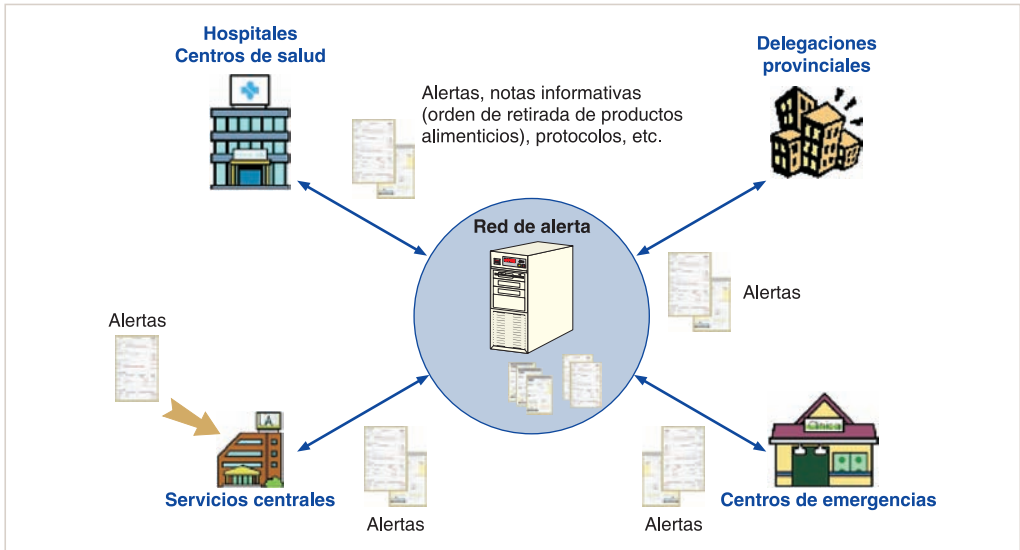 Hospitales
Centros de salud
Delegaciones
provinciales
Alertas, notas informativas
(orden de retirada de productos
alimenticios), protocolos, etc.
Red de alerta
Alertas
Alertas
A
Servicios centrales
Centros de emergencias
Alertas
Alertas